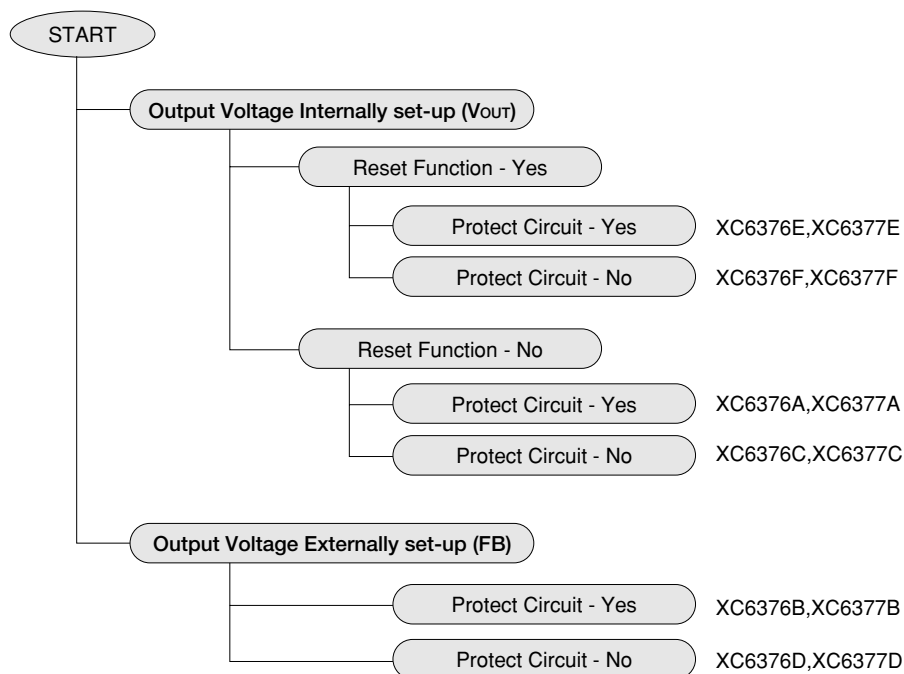 START
Output Voltage Internally set-up (VOUT)
Reset Function - Yes
Protect Circuit - Yes XC6376E,XC6377E
Protect Circuit - No XC6376F,XC6377F
Reset Function - No
Protect Circuit - Yes XC6376A,XC6377A
Protect Circuit - No XC6376C,XC6377C
Output Voltage Externally set-up (FB)
Protect Circuit - Yes XC6376B,XC6377B
Protect Circuit - No XC6376D,XC6377D